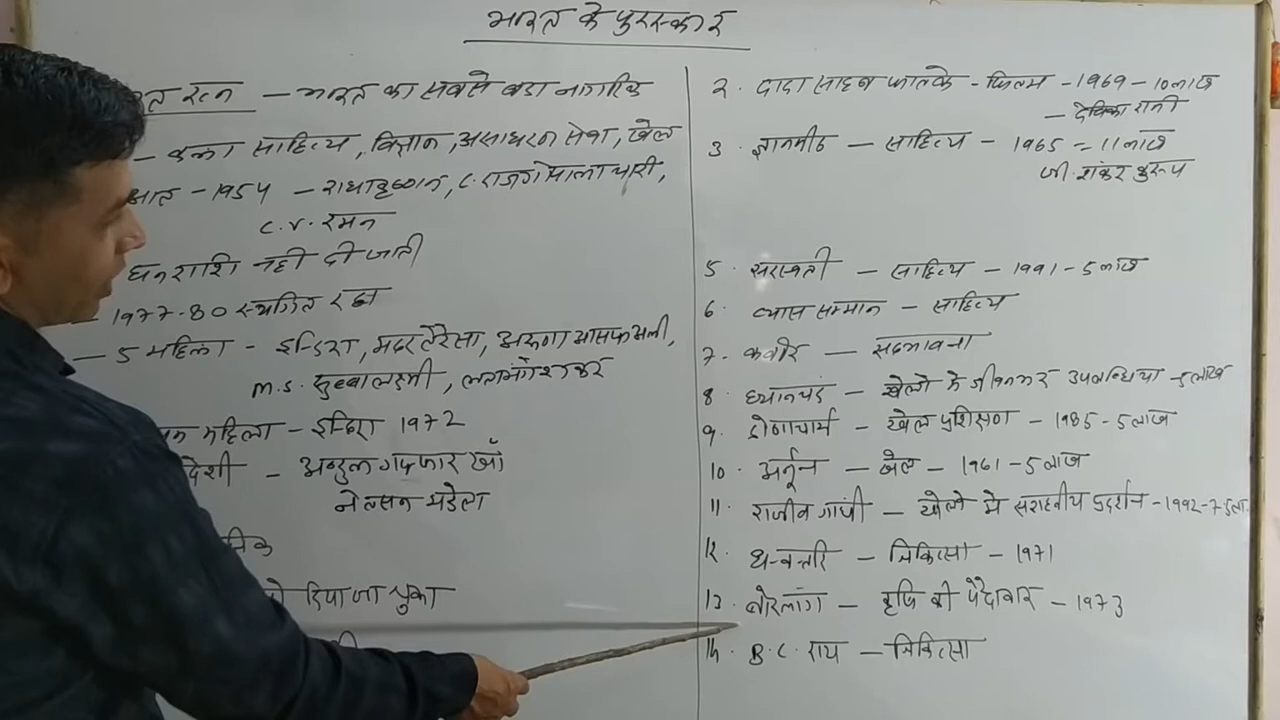 भारत के पुरस्कार
त रत्न – भारत का सबसे बडा नागरिक
– कला साहित्य, विज्ञान, असाधारण सेवा, खेल
– 1954 – राधाकृष्णन, C. राजगोपालाचारी,
C.V. रमन
धनराशि नही दी जाती
– 1977-80 स्थगित रहा
– 5 महिला – इन्दिरा, मदर टेरेसा, अरुणा आसफ अली,
M.S. सुब्बालक्ष्मी, लता मंगेशकर
महिला – इन्दिरा 1972
देशी – अब्दुल गफ्फार खाँ
नेल्सन मंडेला
दिया जा चुका
2. दादा साहब फाल्के - फिल्म - 1969 - 10 लाख
– देविका रानी
3. ज्ञानपीठ – साहित्य – 1965 – 11 लाख
जी. शंकर कुरूप
5. सरस्वती – साहित्य – 1991 - 5 लाख
6. व्यास सम्मान – साहित्य
7. कबीर – सदभावना
8. ध्यानचंद – खेलो मे जीवनभर उपलब्धिया - 5 लाख
9. द्रोणाचार्य – खेल प्रशिक्षण – 1985 - 5 लाख
10. अर्जुन – खेल – 1961 - 5 लाख
11. राजीव गांधी – खेलो मे सराहनीय प्रदर्शन - 1992 - 7.5 ला.
12. धन्वन्तरि – चिकित्सा – 1971
13. बोरलॉग – कृषि की पैदावार – 1973
14. B.C. राय – चिकित्सा